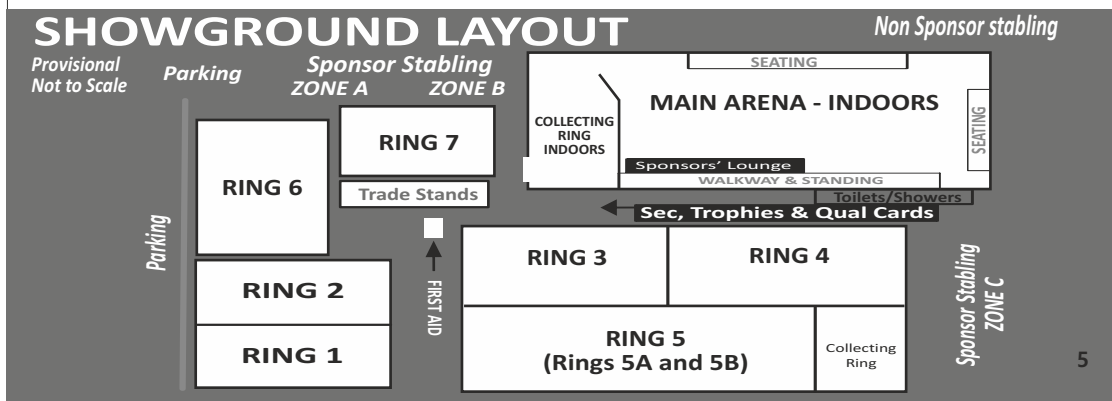 SHOWGROUND LAYOUT
Non Sponsor stabling
Provisional
Not to Scale
Parking
Sponsor Stabling
ZONE A
ZONE B
SEATING
MAIN ARENA - INDOORS
SEATING
COLLECTING
RING
INDOORS
RING 7
Sponsors' Lounge
WALKWAY & STANDING
Toilets/Showers
RING 6
Trade Stands
Sec, Trophies & Qual Cards
Parking
RING 3
RING 4
RING 2
FIRST AID
Sponsor Stabling
ZONE C
RING 1
RING 5
(Rings 5A and 5B)
Collecting
Ring
5